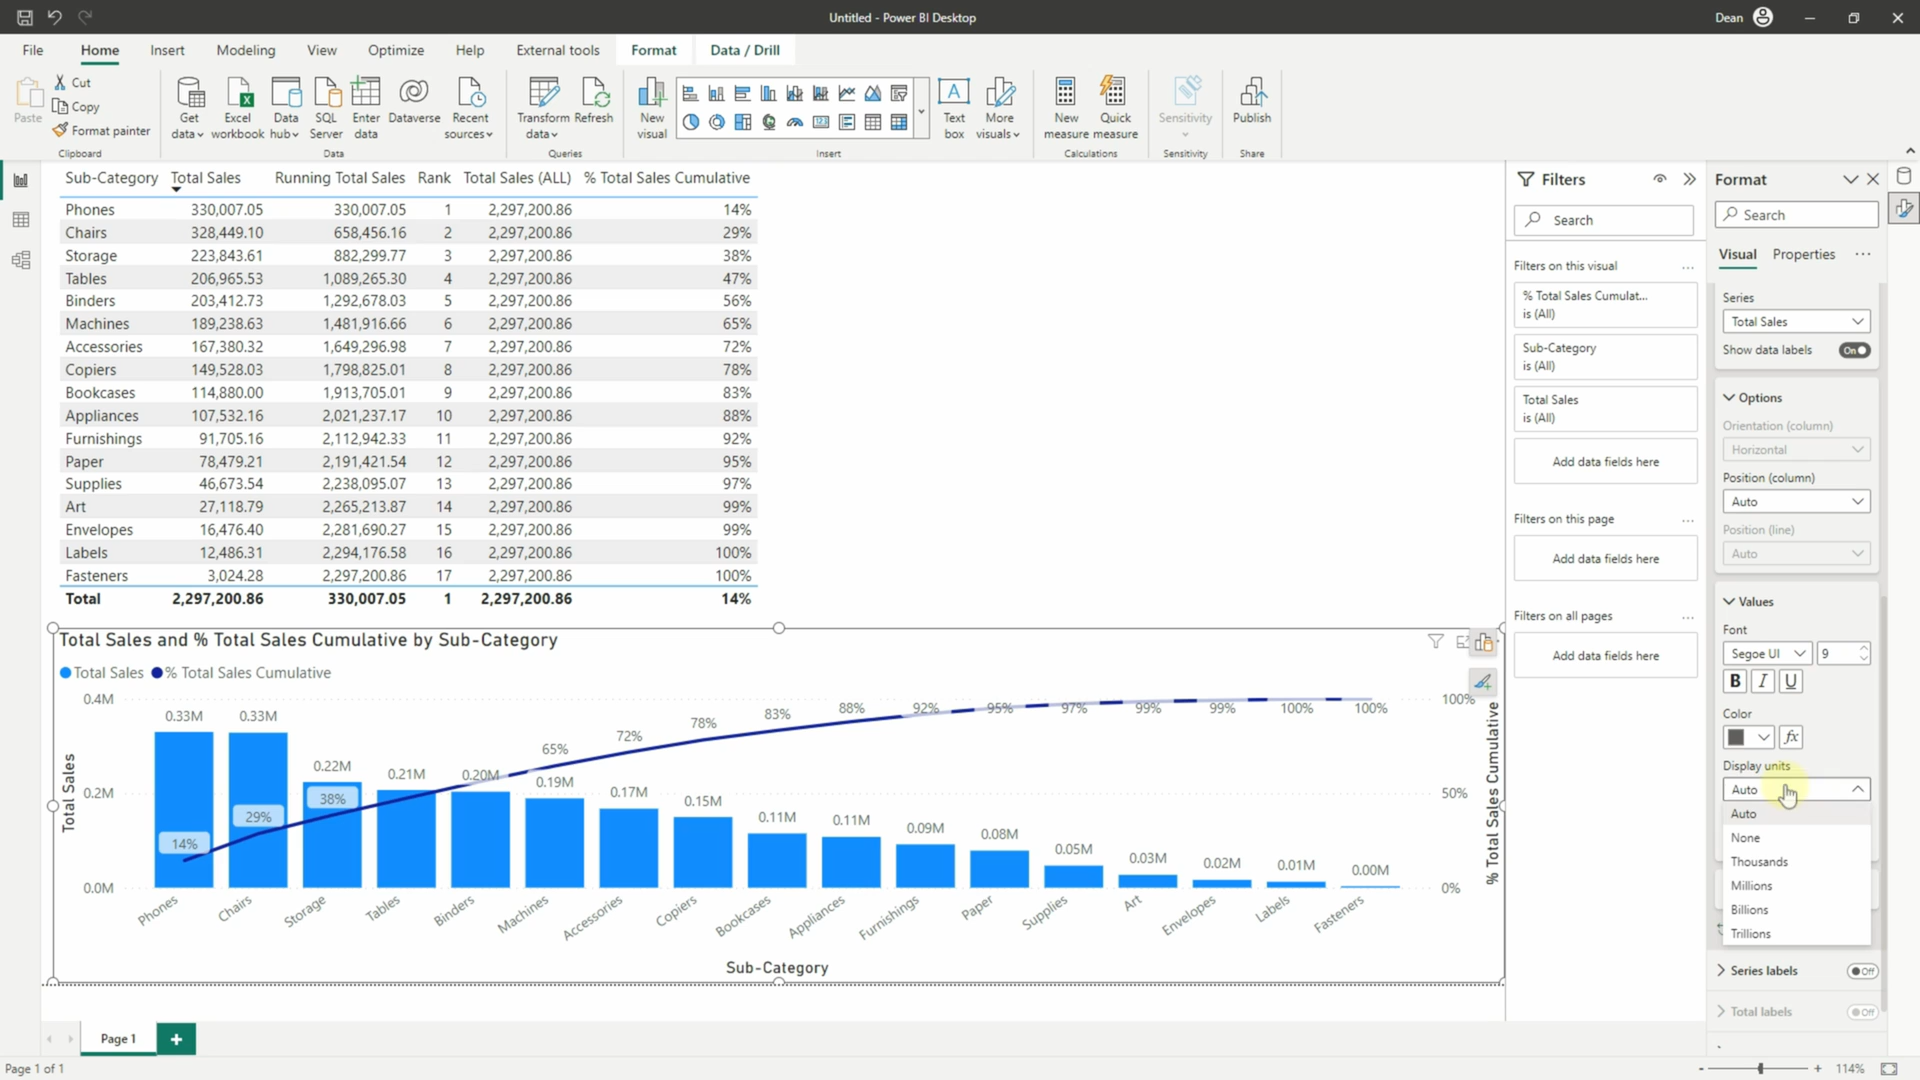 Untitled - Power BI Desktop
Dean
File Home Insert Modeling View Optimize Help External tools Format Data / Drill
Paste
Cut
Copy
Format painter
Clipboard
Get data
Excel workbook
Data hub
SQL Server
Enter data
Dataverse
Recent sources
Data
Transform data
Refresh
Queries
New visual
Text box
More visuals
Insert
New measure
Quick measure
Calculations
Sensitivity
Sensitivity
Publish
Share
Sub-Category Total Sales Running Total Sales Rank Total Sales (ALL) % Total Sales Cumulative
Phones 330,007.05 330,007.05 1 2,297,200.86 14%
Chairs 328,449.10 658,456.16 2 2,297,200.86 29%
Storage 223,843.61 882,299.77 3 2,297,200.86 38%
Tables 206,965.53 1,089,265.30 4 2,297,200.86 47%
Binders 203,412.73 1,292,678.03 5 2,297,200.86 56%
Machines 189,238.63 1,481,916.66 6 2,297,200.86 65%
Accessories 167,380.32 1,649,296.98 7 2,297,200.86 72%
Copiers 149,528.03 1,798,825.01 8 2,297,200.86 78%
Bookcases 114,880.00 1,913,705.01 9 2,297,200.86 83%
Appliances 107,532.16 2,021,237.17 10 2,297,200.86 88%
Furnishings 91,705.16 2,112,942.33 11 2,297,200.86 92%
Paper 78,479.21 2,191,421.54 12 2,297,200.86 95%
Supplies 46,673.54 2,238,095.07 13 2,297,200.86 97%
Art 27,118.79 2,265,213.87 14 2,297,200.86 99%
Envelopes 16,476.40 2,281,690.27 15 2,297,200.86 99%
Labels 12,486.31 2,294,176.58 16 2,297,200.86 100%
Fasteners 3,024.28 2,297,200.86 17 2,297,200.86 100%
Total 2,297,200.86 330,007.05 1 2,297,200.86 14%
Total Sales and % Total Sales Cumulative by Sub-Category
Total Sales % Total Sales Cumulative
0.4M
0.2M
0.0M
Total Sales
0.33M 0.33M 0.22M 0.21M 0.20M 0.19M 0.17M 0.15M 0.11M 0.11M 0.09M 0.08M 0.05M 0.03M 0.02M 0.01M 0.00M
14% 29% 38% 65% 72% 78% 83% 88% 92% 95% 97% 99% 99% 100% 100%
100%
50%
0%
% Total Sales Cumulative
Phones Chairs Storage Tables Binders Machines Accessories Copiers Bookcases Appliances Furnishings Paper Supplies Art Envelopes Labels Fasteners
Sub-Category
Filters
Search
Filters on this visual
% Total Sales Cumulat...
is (All)
Sub-Category
is (All)
Total Sales
is (All)
Add data fields here
Filters on this page
Add data fields here
Filters on all pages
Add data fields here
Format
Search
Visual Properties
Series
Total Sales
Show data labels On
Options
Orientation (column)
Horizontal
Position (column)
Auto
Position (line)
Auto
Values
Font
Segoe UI 9
B I U
Color
fx
Display units
Auto
Auto
None
Thousands
Millions
Billions
Trillions
Series labels Off
Total labels Off
Page 1
Page 1 of 1
114%